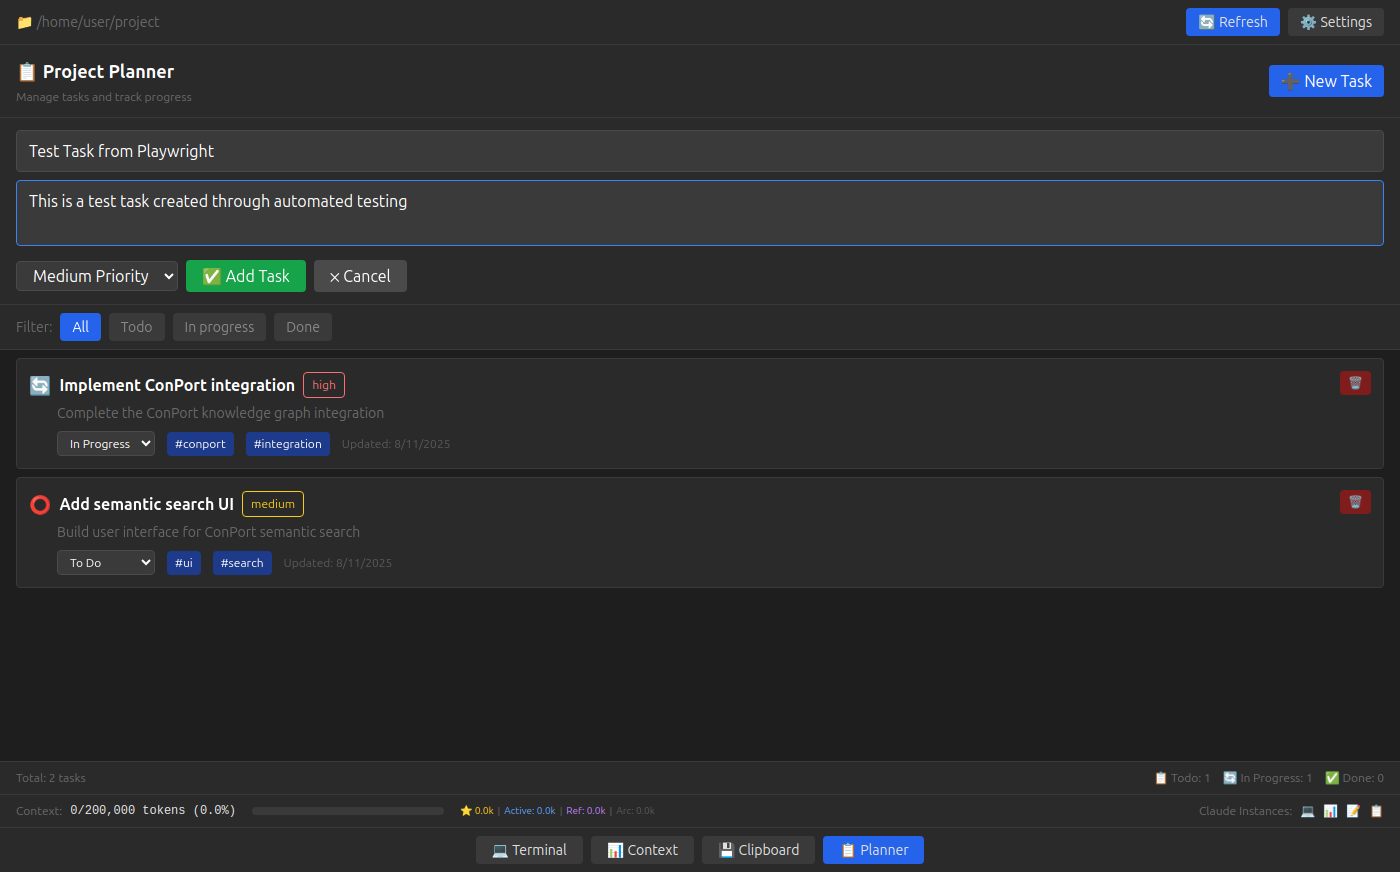 /home/user/project
Refresh
Settings
Project Planner
Manage tasks and track progress
New Task
Test Task from Playwright
This is a test task created through automated testing
Medium Priority
Add Task
× Cancel
Filter:
All
Todo
In progress
Done
Implement ConPort integration
high
Complete the ConPort knowledge graph integration
In Progress
#conport
#integration
Updated: 8/11/2025
Add semantic search UI
medium
Build user interface for ConPort semantic search
To Do
#ui
#search
Updated: 8/11/2025
Total: 2 tasks
Todo: 1
In Progress: 1
Done: 0
Context: 0/200,000 tokens (0.0%)
0.0k | Active: 0.0k | Ref: 0.0k | Arc: 0.0k
Claude Instances:
Terminal
Context
Clipboard
Planner